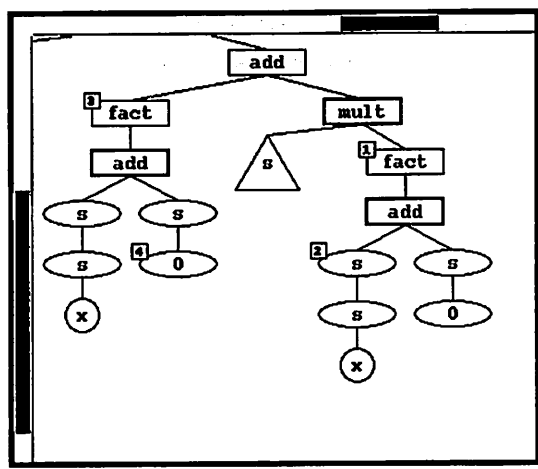 add
3 fact mult
s 1 fact
add
add
s s
2 s s
s 4 0
s 0
x
x